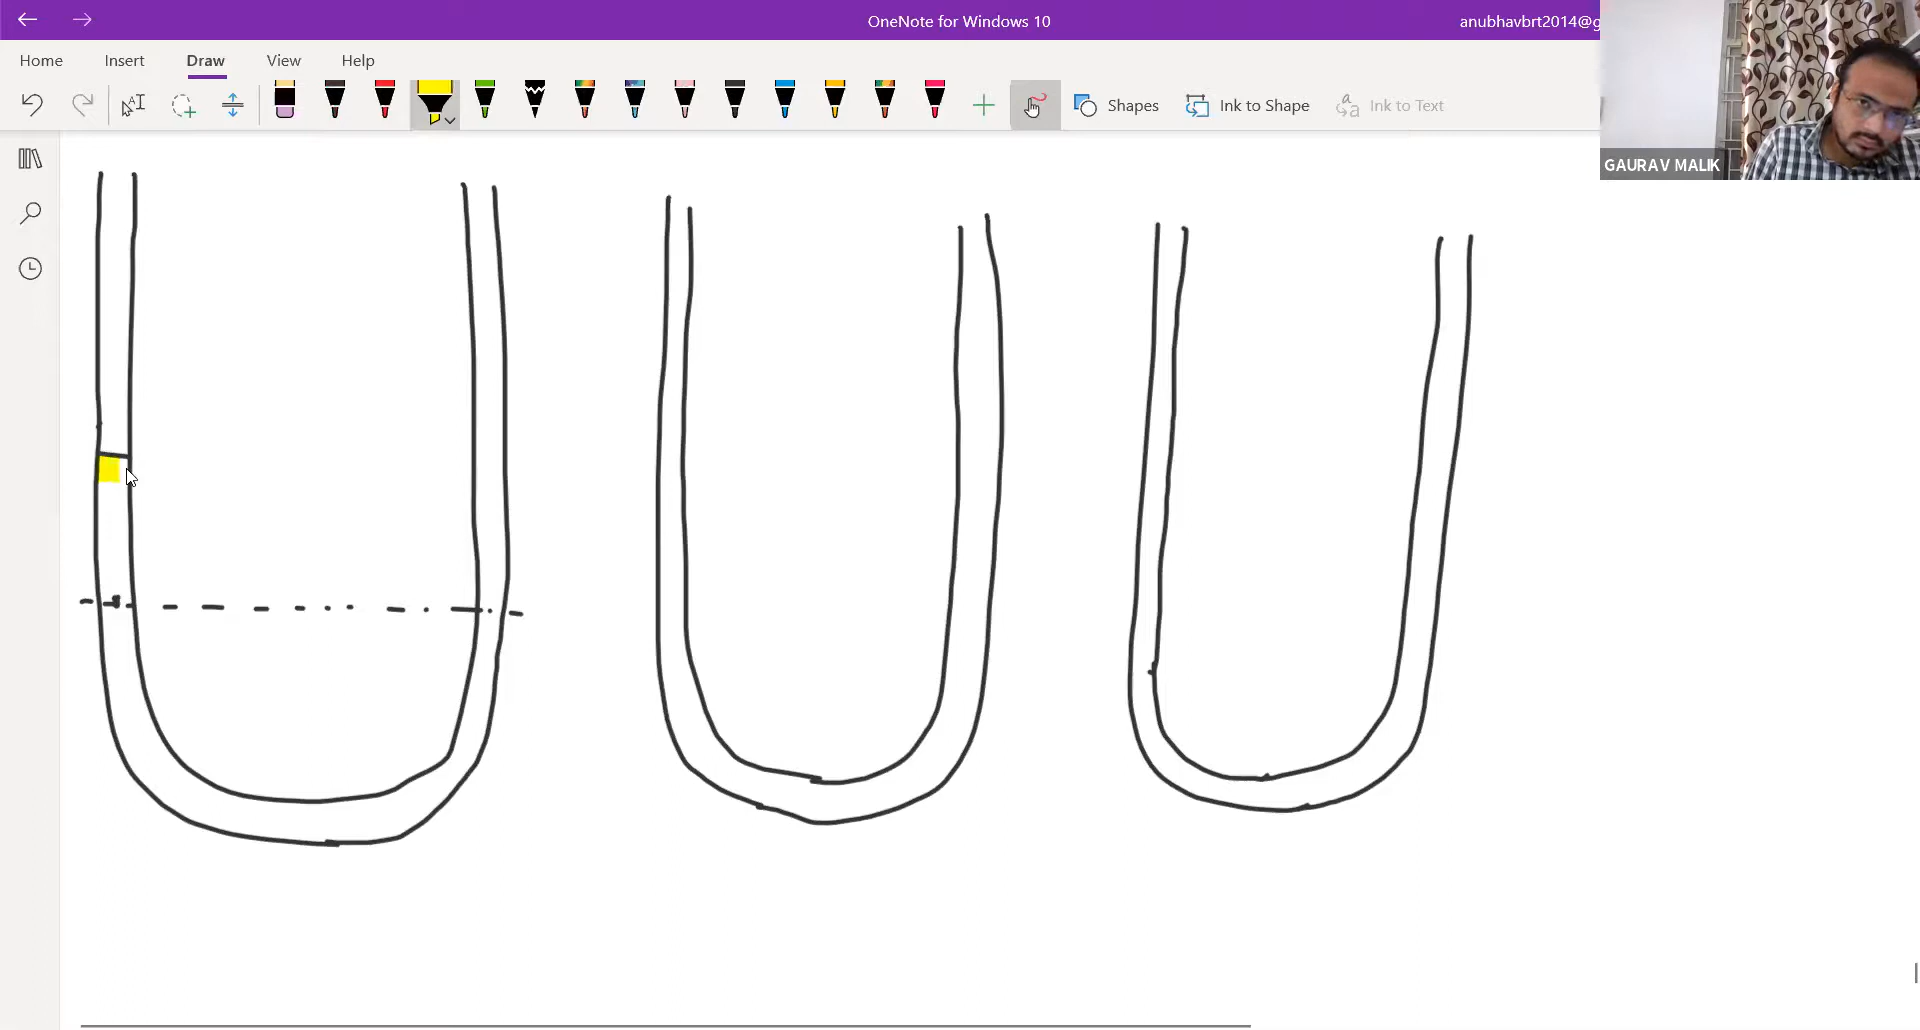 OneNote for Windows 10
anubhavbrt2014@g
Home Insert Draw View Help
Shapes Ink to Shape Ink to Text
GAURAV MALIK